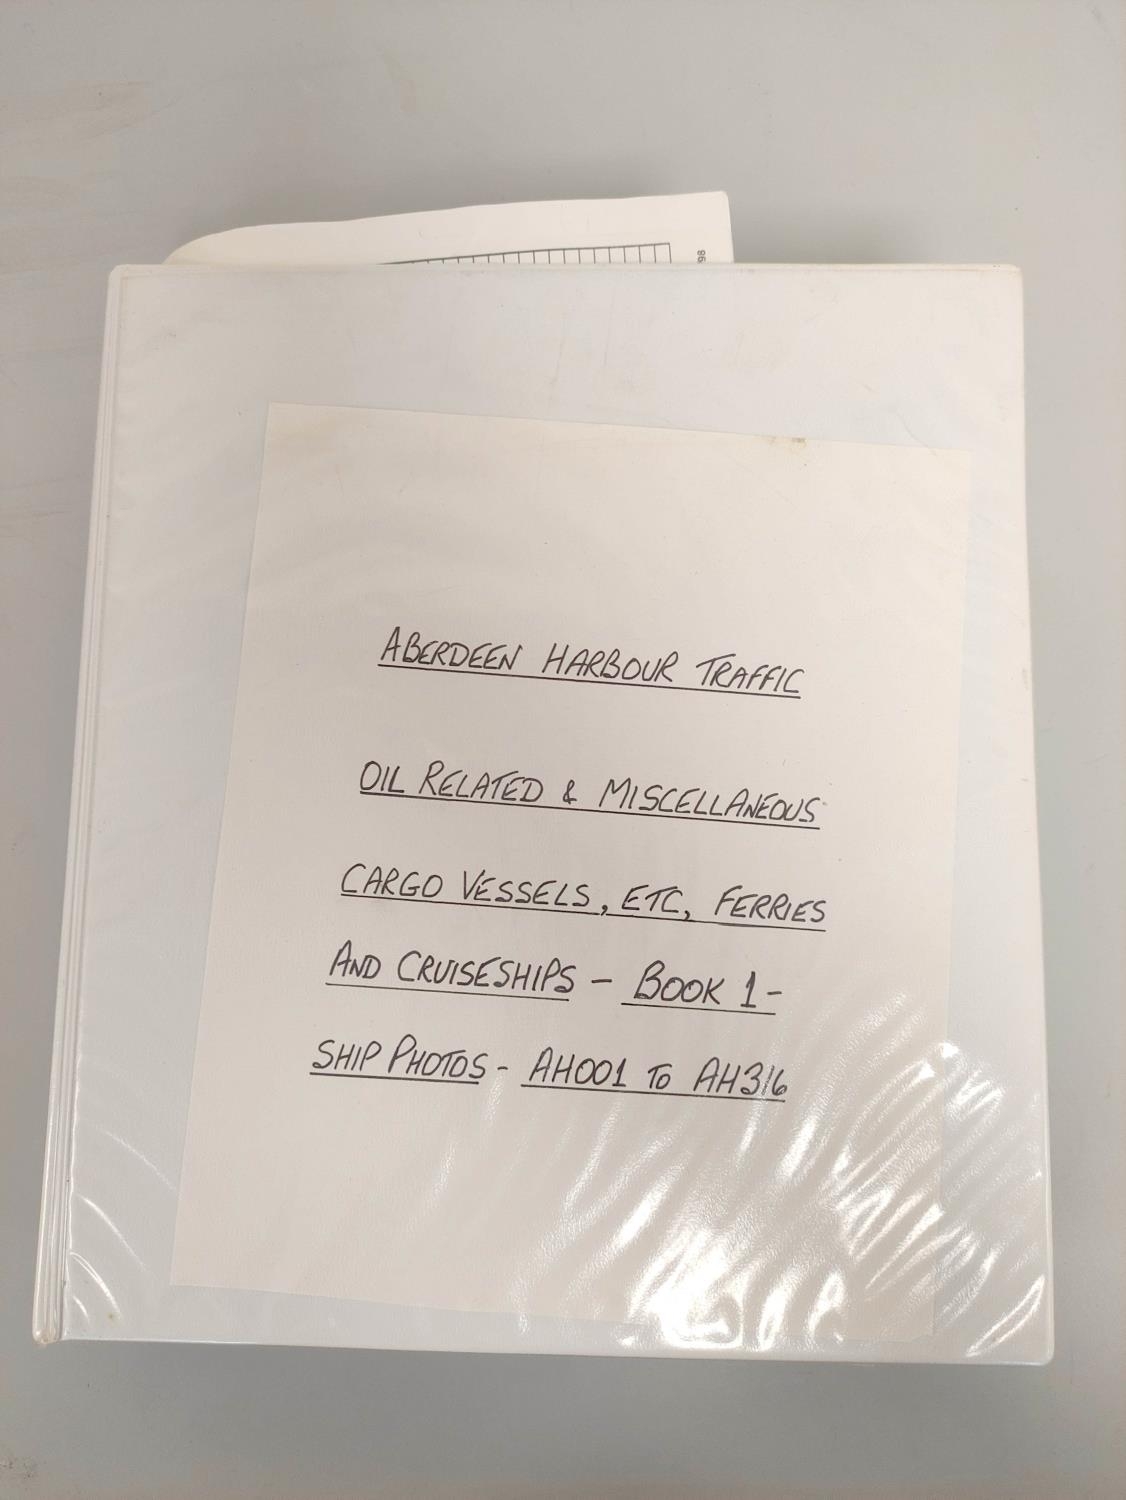 98
ABERDEEN HARBOUR TRAFFIC
OIL RELATED & MISCELLANEOUS
CARGO VESSELS, ETC, FERRIES
AND CRUISESHIPS - BOOK 1 -
SHIP PHOTOS - AH001 TO AH316